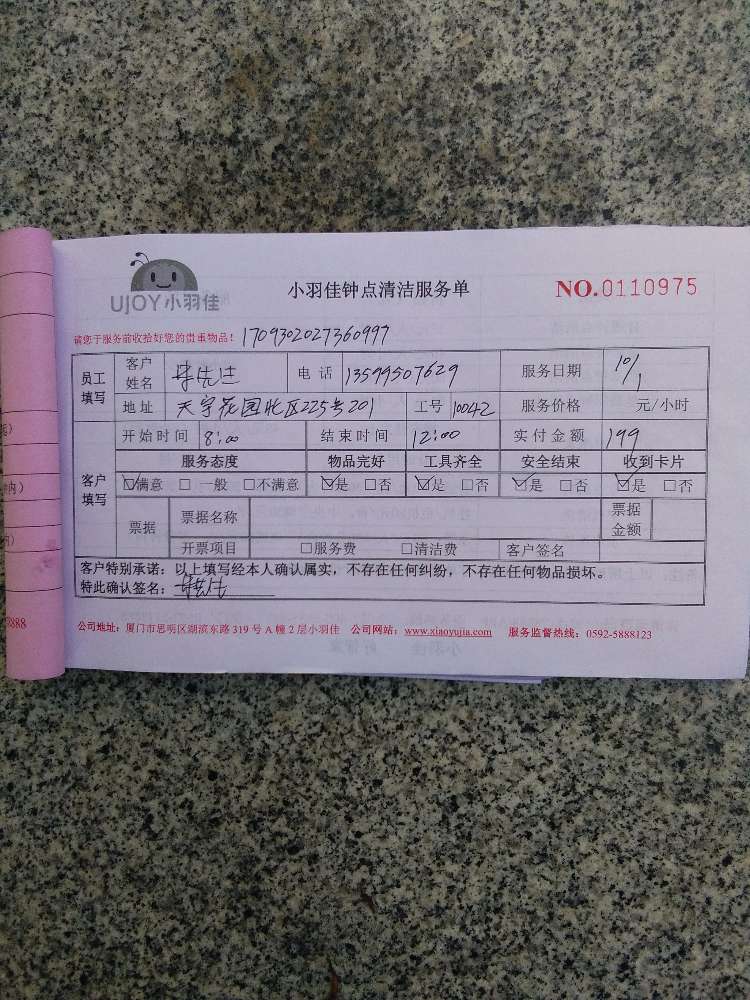 UJOY小羽佳
小羽佳钟点清洁服务单
NO.0110975
请您于服务前收拾好您的贵重物品! 1709302027360997
员工填写 客户姓名 先生 电话 13599507629 服务日期 10/1
地址 天宇花园北区225号201 工号 10042 服务价格 元/小时
客户填写 开始时间 8:00 结束时间 12:00 实付金额 199
服务态度 物品完好 工具齐全 安全结束 收到卡片
☑满意 □一般 □不满意 ☑是 □否 ☑是 □否 ☑是 □否 ☑是 □否
票据 票据名称 票据金额
开票项目 □服务费 □清洁费 客户签名
客户特别承诺：以上填写经本人确认属实，不存在任何纠纷，不存在任何物品损坏。
特此确认签名：
公司地址：厦门市思明区湖滨东路 319 号 A 幢 2 层小羽佳 公司网站：www.xiaoyujia.com 服务监督热线：0592-5888123